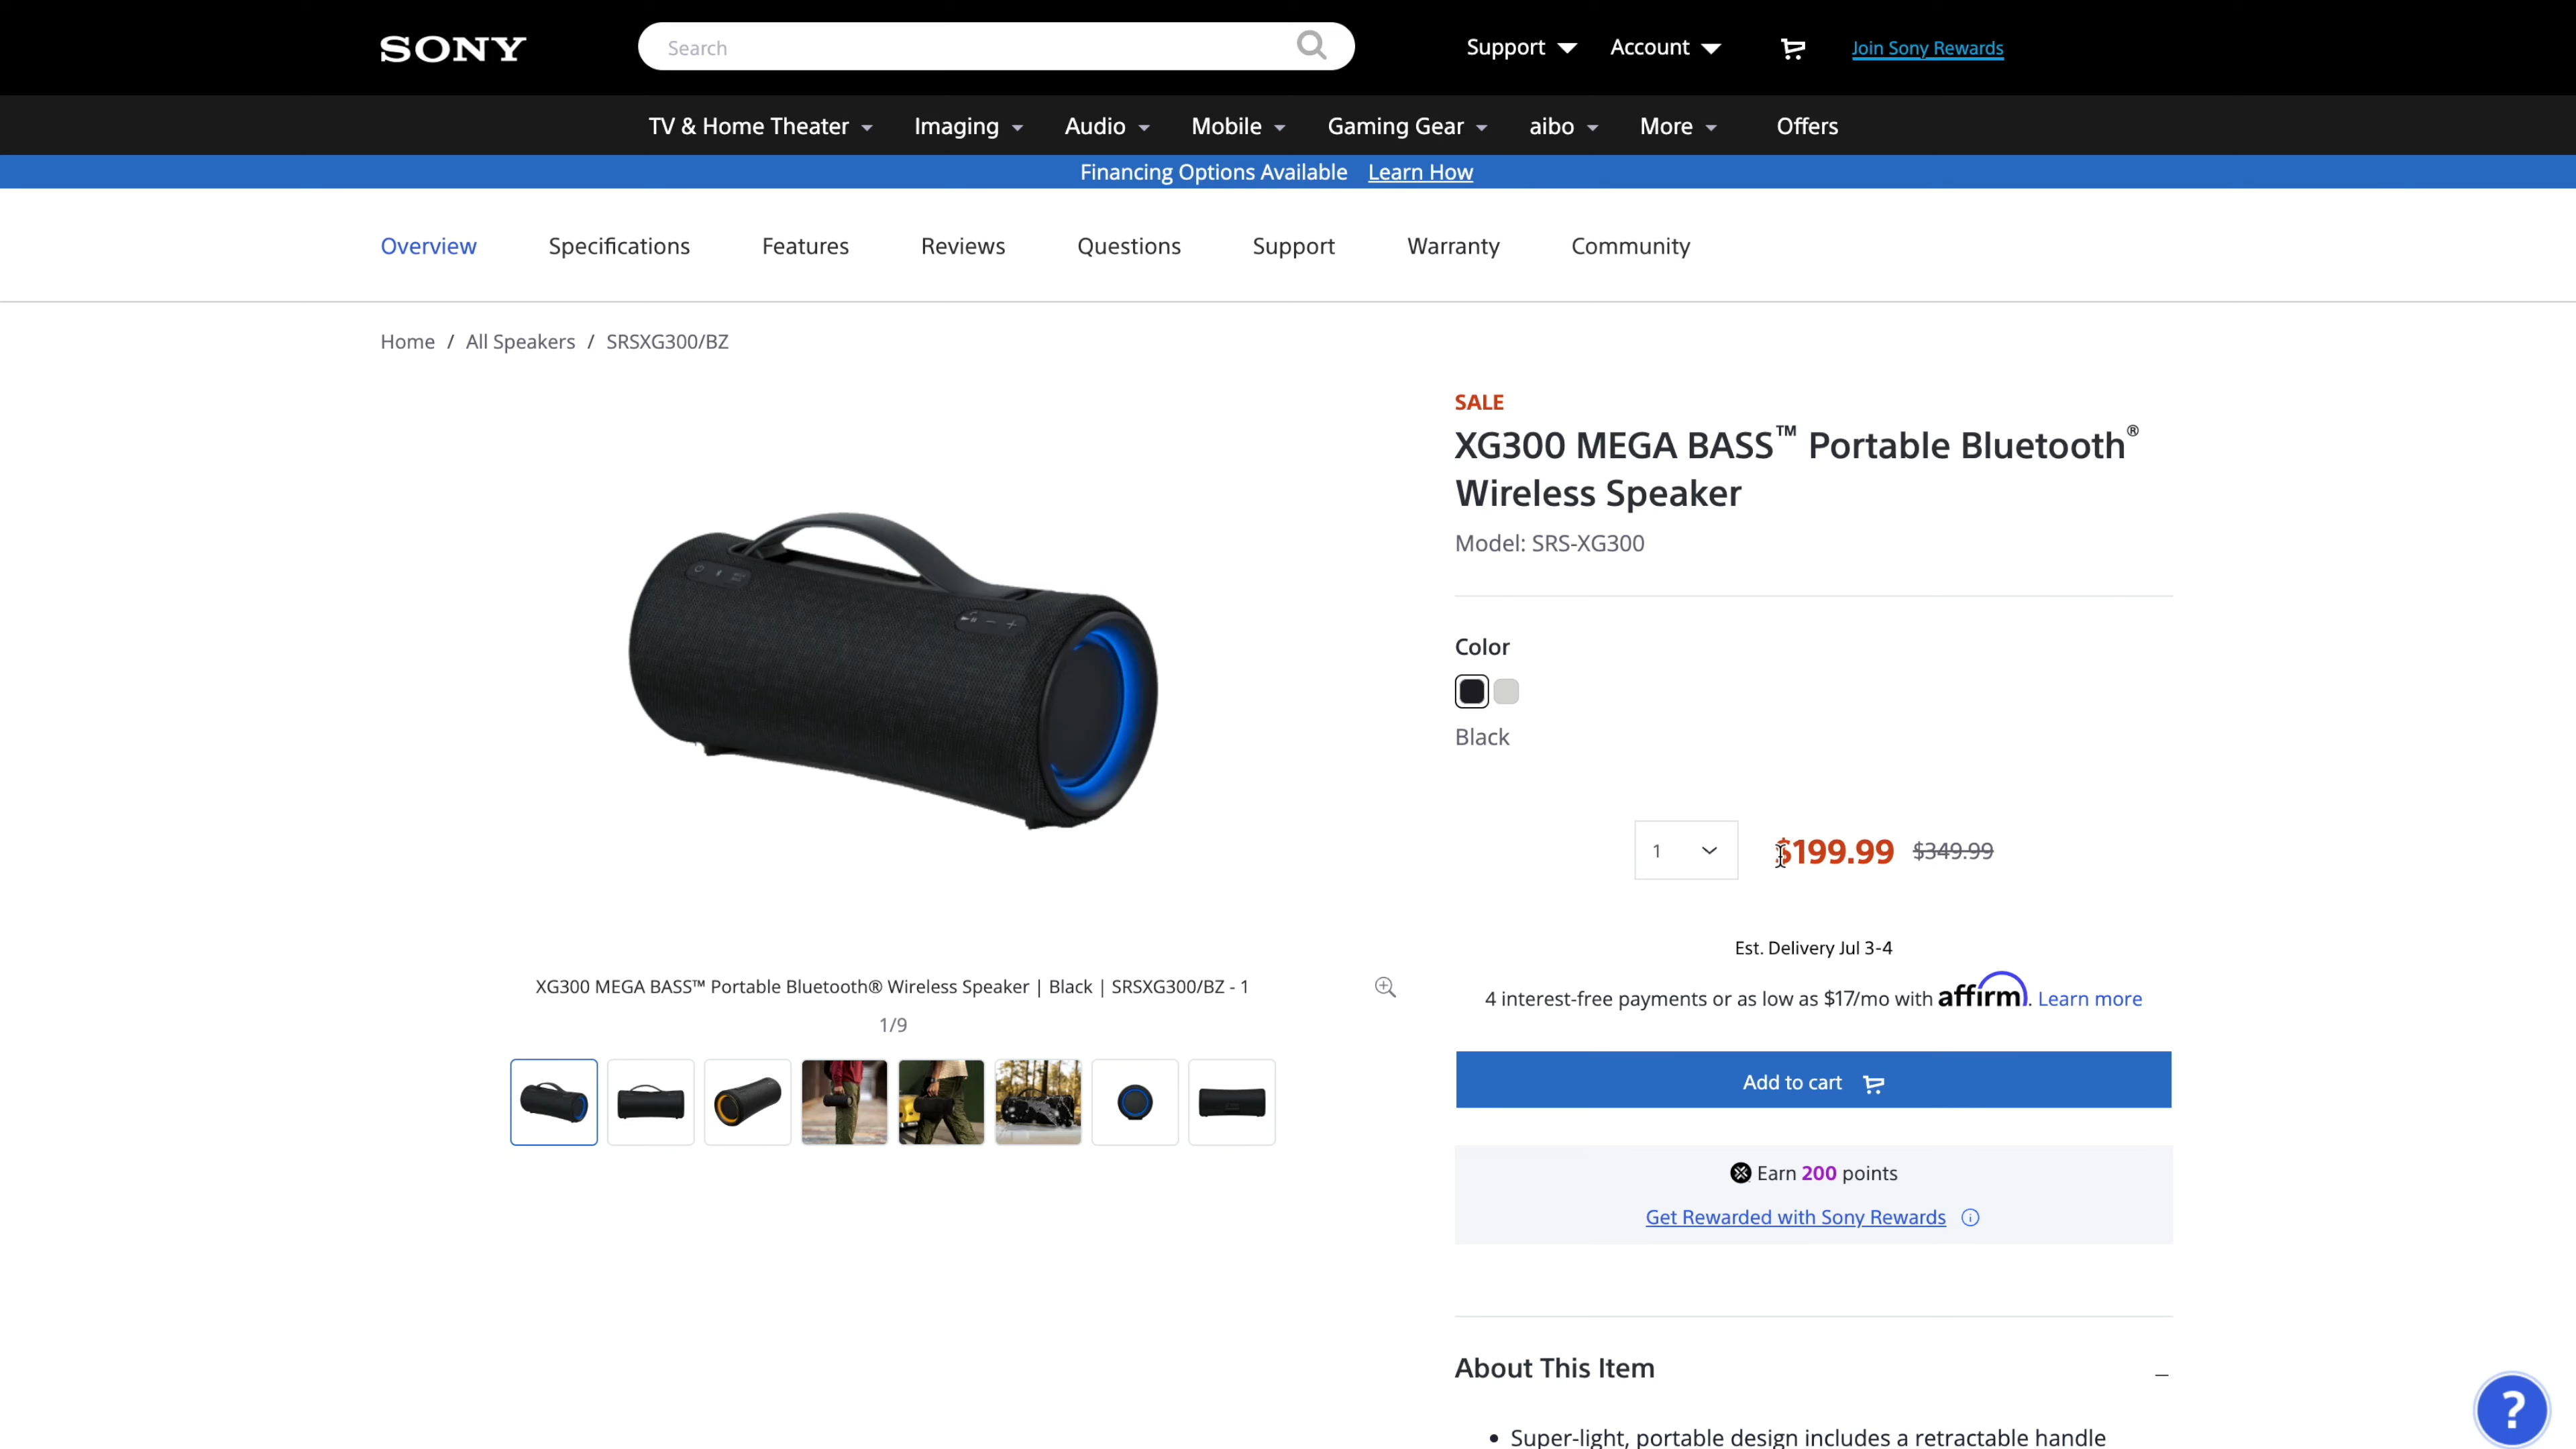 SONY
Search
Support
Account
Join Sony Rewards
TV & Home Theater
Imaging
Audio
Mobile
Gaming Gear
aibo
More
Offers
Financing Options Available Learn How
Overview
Specifications
Features
Reviews
Questions
Support
Warranty
Community
Home / All Speakers / SRSXG300/BZ
SALE
XG300 MEGA BASS™ Portable Bluetooth®
Wireless Speaker
Model: SRS-XG300
Color
Black
1
$199.99 $349.99
Est. Delivery Jul 3-4
4 interest-free payments or as low as $17/mo with affirm. Learn more
Add to cart
Earn 200 points
Get Rewarded with Sony Rewards
XG300 MEGA BASS™ Portable Bluetooth® Wireless Speaker | Black | SRSXG300/BZ - 1
1/9
About This Item
• Super-light, portable design includes a retractable handle
?